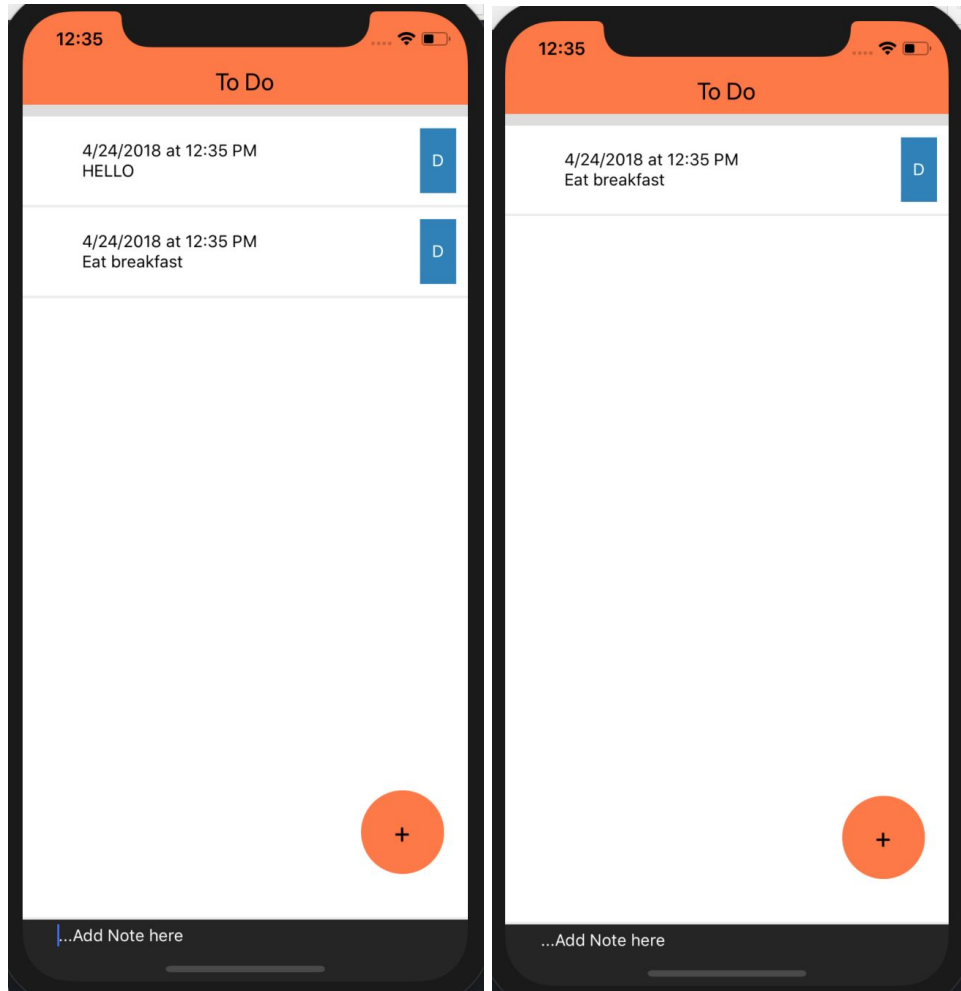 12:35
To Do
4/24/2018 at 12:35 PM
HELLO
D
4/24/2018 at 12:35 PM
Eat breakfast
D
+
...Add Note here
12:35
To Do
4/24/2018 at 12:35 PM
Eat breakfast
D
+
...Add Note here